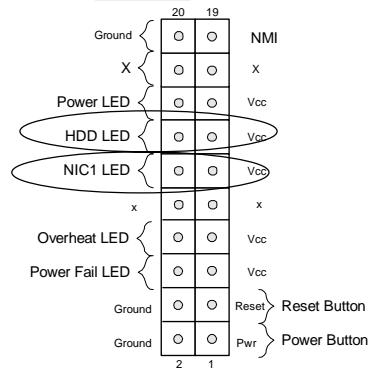 20 19
Ground NMI
X X
Power LED Vcc
HDD LED Vcc
NIC1 LED Vcc
x x
Overheat LED Vcc
Power Fail LED Vcc
Ground Reset Reset Button
Ground Pwr Power Button
2 1